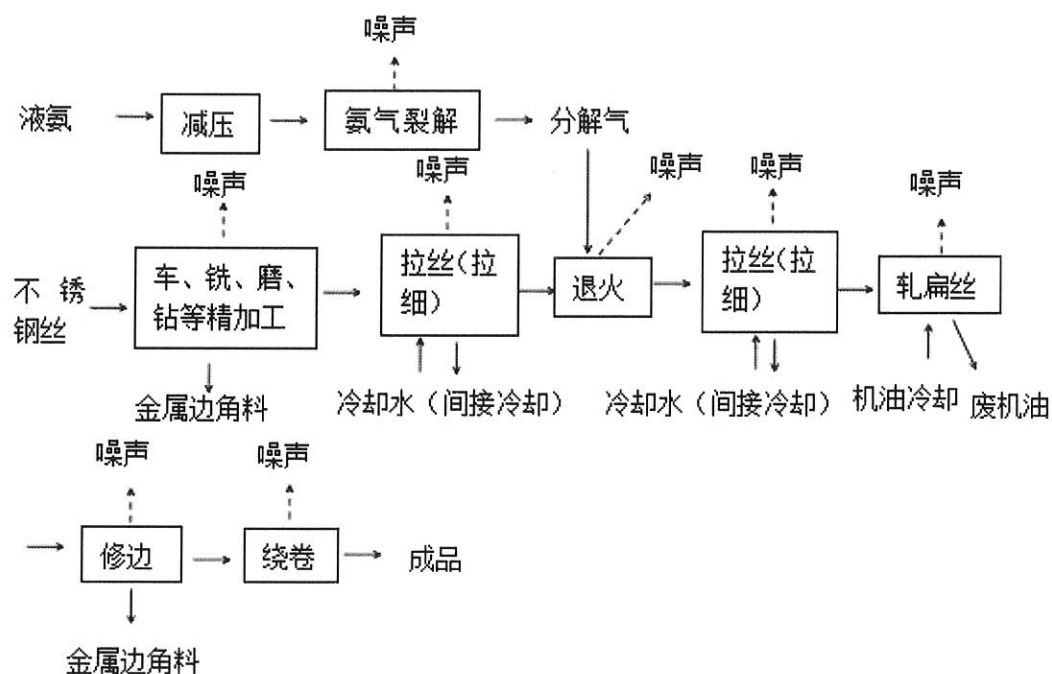 噪声
液氨
减压
氨气裂解
分解气
噪声
噪声
噪声
噪声
噪声
不 锈
钢丝
车、铣、磨、
钻等精加工
拉丝(拉
细)
退火
拉丝(拉
细)
轧扁丝
金属边角料
冷却水（间接冷却）
冷却水（间接冷却）
机油冷却
废机油
噪声
噪声
修边
绕卷
成品
金属边角料